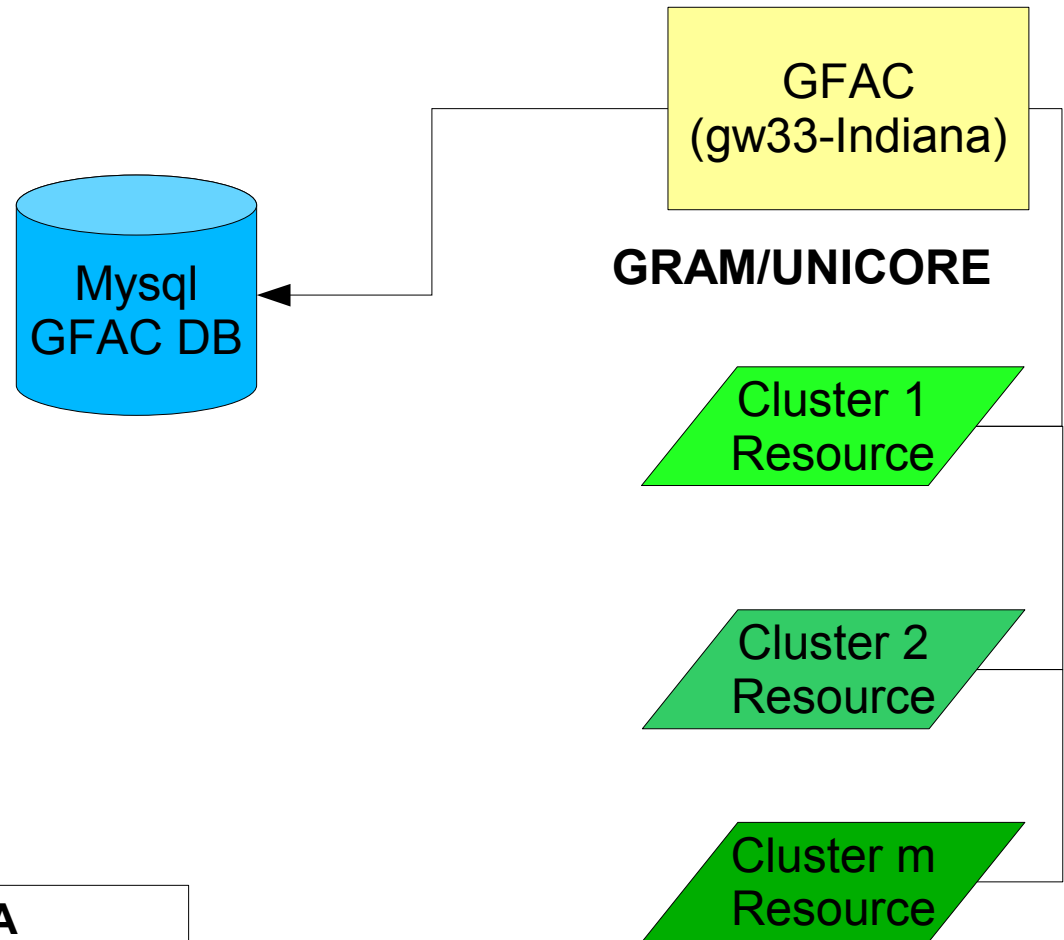 GFAC
(gw33-Indiana)
Mysql
GFAC DB
GRAM/UNICORE
Cluster 1
Resource
Cluster 2
Resource
Cluster m
Resource
A